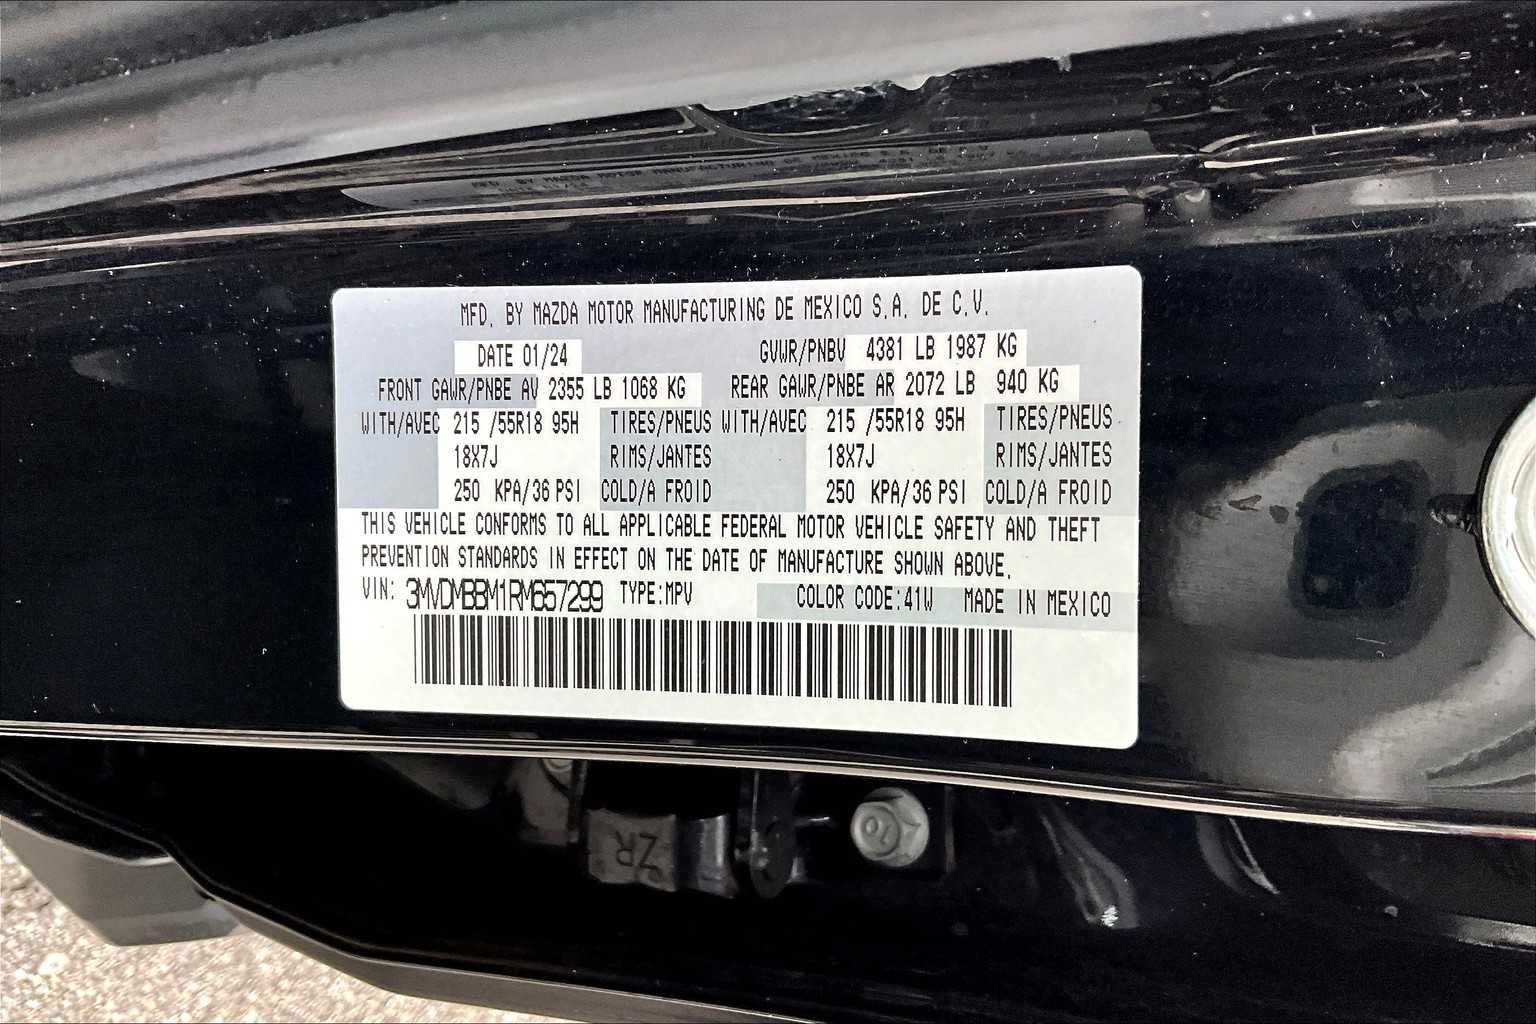 MFD. BY MAZDA MOTOR MANUFACTURING DE MEXICO S.A. DE C.V.
DATE 01/24 GVWR/PNBV 4381 LB 1987 KG
FRONT GAWR/PNBE AV 2355 LB 1068 KG REAR GAWR/PNBE AR 2072 LB 940 KG
WITH/AVEC 215 /55R18 95H TIRES/PNEUS WITH/AVEC 215 /55R18 95H TIRES/PNEUS
18X7J RIMS/JANTES 18X7J RIMS/JANTES
250 KPA/36 PSI COLD/A FROID 250 KPA/36 PSI COLD/A FROID
THIS VEHICLE CONFORMS TO ALL APPLICABLE FEDERAL MOTOR VEHICLE SAFETY AND THEFT
PREVENTION STANDARDS IN EFFECT ON THE DATE OF MANUFACTURE SHOWN ABOVE.
VIN: 3MVDMBBM1RM657299 TYPE:MPV COLOR CODE:41W MADE IN MEXICO
ZR
10